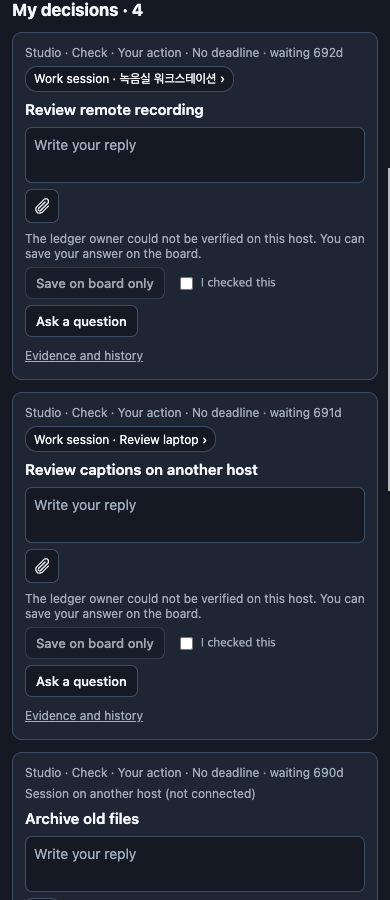 My decisions · 4
Studio · Check · Your action · No deadline · waiting 692d
Work session · 녹음실 워크스테이션 ›
Review remote recording
Write your reply
The ledger owner could not be verified on this host. You can
save your answer on the board.
Save on board only
I checked this
Ask a question
Evidence and history
Studio · Check · Your action · No deadline · waiting 691d
Work session · Review laptop ›
Review captions on another host
Write your reply
The ledger owner could not be verified on this host. You can
save your answer on the board.
Save on board only
I checked this
Ask a question
Evidence and history
Studio · Check · Your action · No deadline · waiting 690d
Session on another host (not connected)
Archive old files
Write your reply